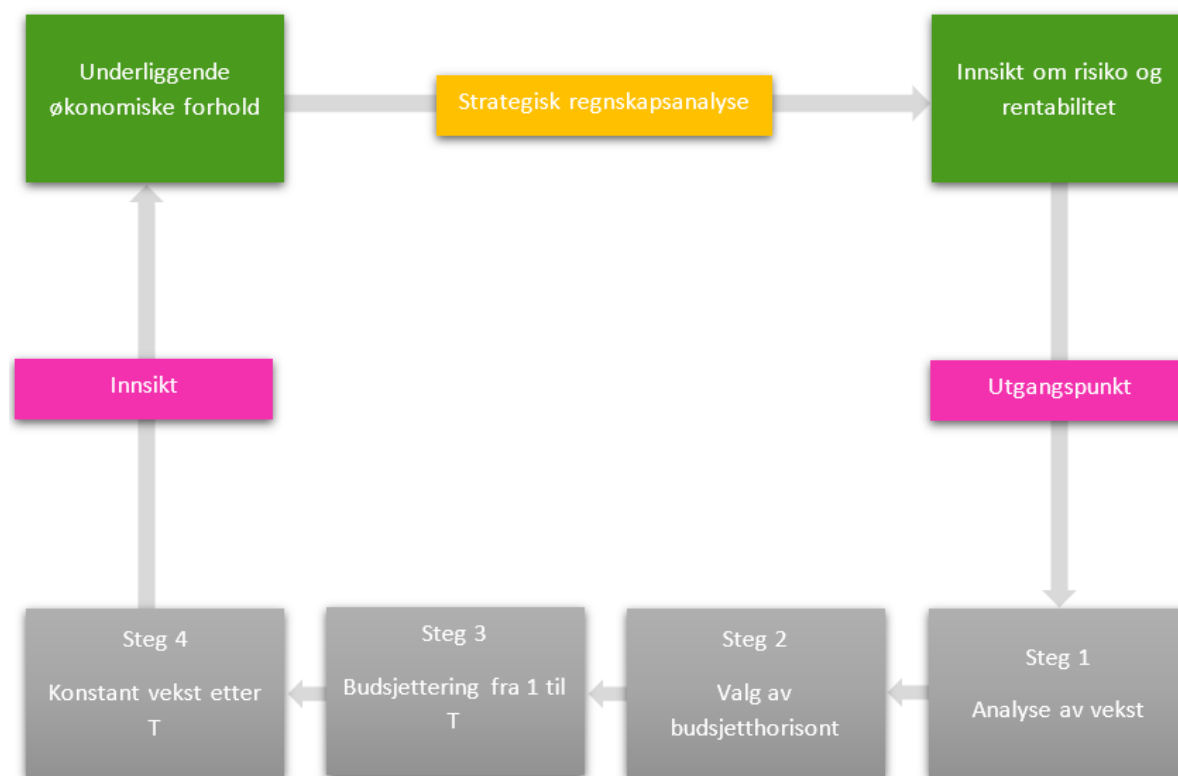 Underliggende
økonomiske forhold
Strategisk regnskapsanalyse
Innsikt om risiko og
rentabilitet
Innsikt
Utgangspunkt
Steg 4
Konstant vekst etter
T
Steg 3
Budsjettering fra 1 til
T
Steg 2
Valg av
budsjetthorisont
Steg 1
Analyse av vekst